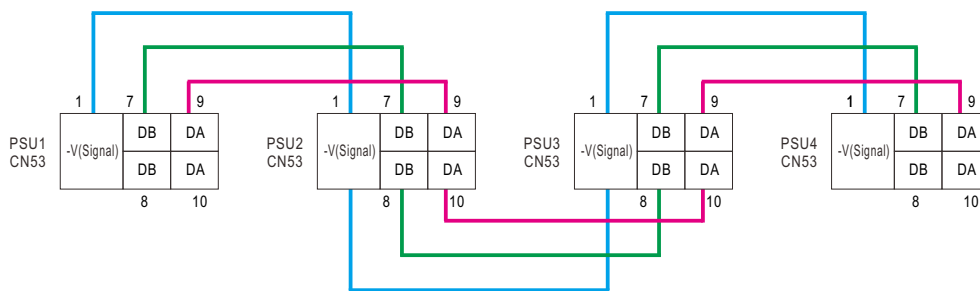 1 7 9 1 7 9 1 7 9 1 7 9
PSU1 CN53 -V(Signal) DB DA PSU2 CN53 -V(Signal) DB DA PSU3 CN53 -V(Signal) DB DA PSU4 CN53 -V(Signal) DB DA
DB DA DB DA DB DA DB DA
8 10 8 10 8 10 8 10